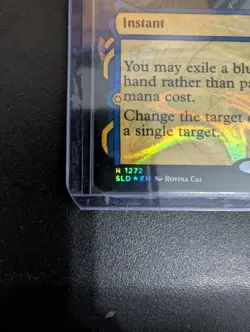 Instant
You may exile a blu
hand rather than pa
mana cost.
Change the target o
a single target.
R 1272
SLD ★ EN Rovina Cai